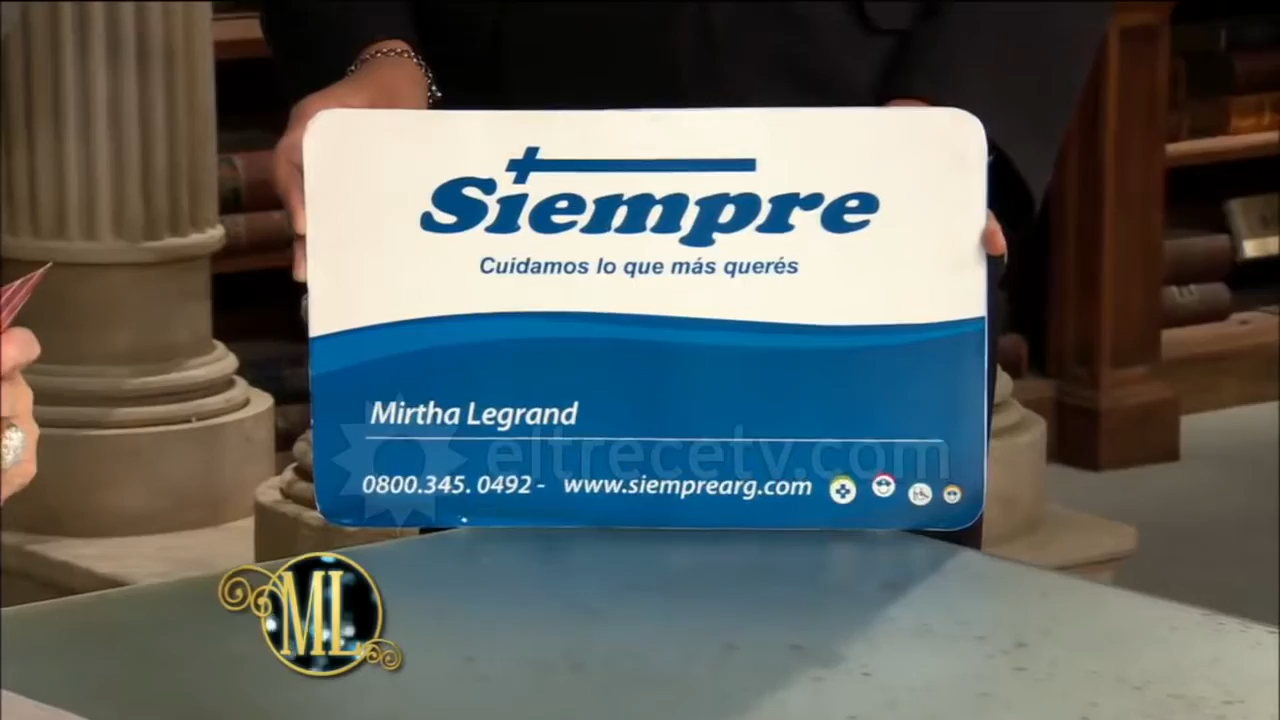 Siempre
Cuidamos lo que más querés
Mirtha Legrand
eltrecetv.com
0800.345. 0492 - www.siemprearg.com
ML